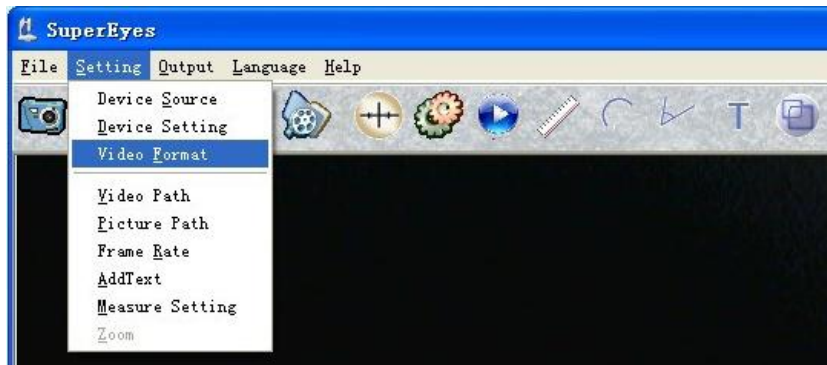 SuperEyes
File Setting Output Language Help
Device Source
Device Setting
Video Format
Video Path
Picture Path
Frame Rate
AddText
Measure Setting
Zoom
T